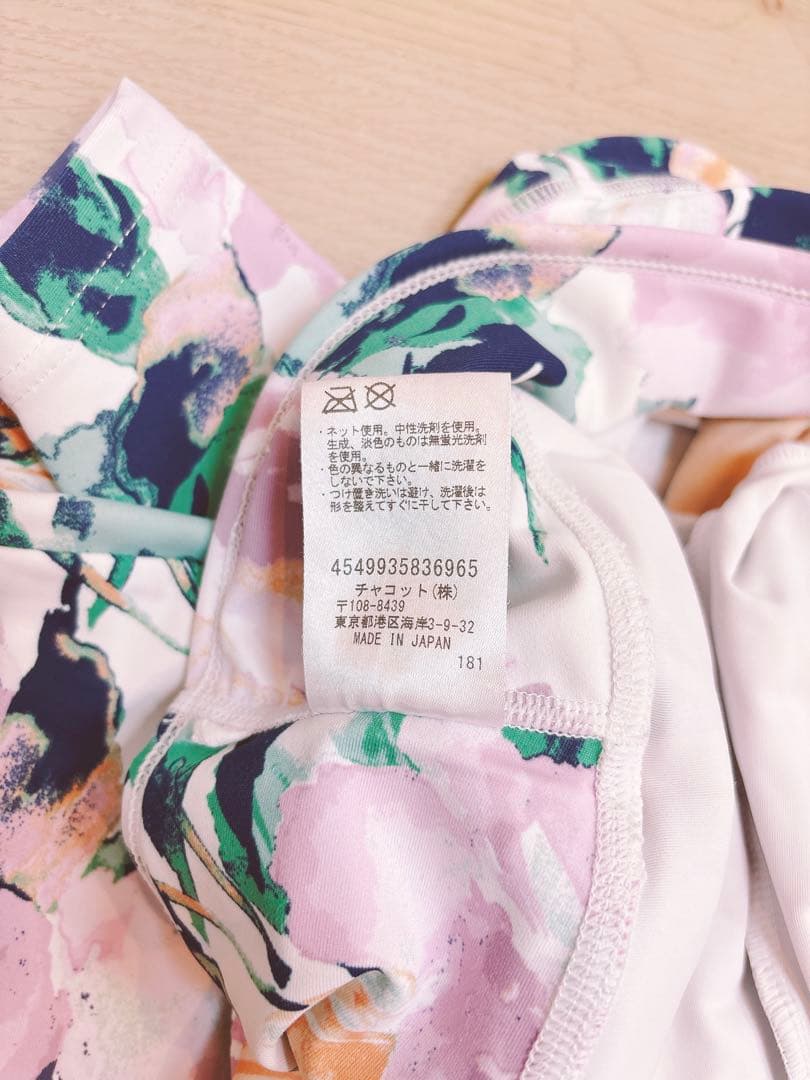 ・ネット使用。中性洗剤を使用。
生成、淡色のものは無蛍光洗剤
を使用。
・色の異なるものと一緒に洗濯を
しないで下さい。
・つけ置き洗いは避け、洗濯後は
形を整えてすぐに干して下さい。
4549935836965
チャコット(株)
〒108-8439
東京都港区海岸3-9-32
MADE IN JAPAN
181